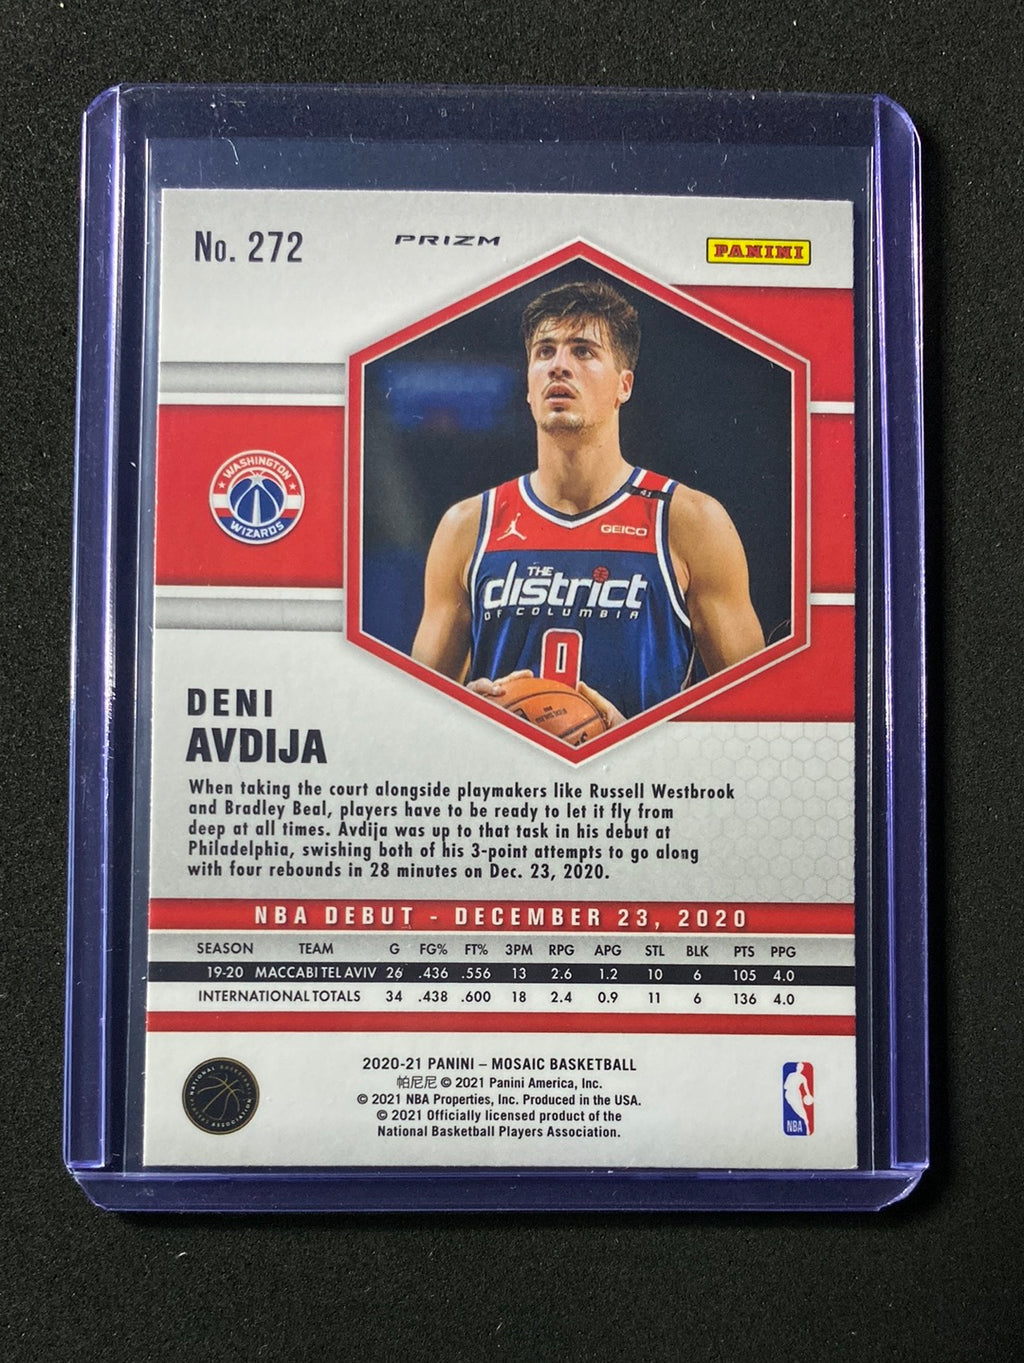 No. 272
PRIZM
PANINI
WASHINGTON
WIZARDS
41
GEICO
THE
district
OF COLUMBIA
DENI
AVDIJA
When taking the court alongside playmakers like Russell Westbrook
and Bradley Beal, players have to be ready to let it fly from
deep at all times. Avdija was up to that task in his debut at
Philadelphia, swishing both of his 3-point attempts to go along
with four rebounds in 28 minutes on Dec. 23, 2020.
NBA DEBUT - DECEMBER 23, 2020
SEASON TEAM G FG% FT% 3PM RPG APG STL BLK PTS PPG
19-20 MACCABI TEL AVIV 26 .436 .556 13 2.6 1.2 10 6 105 4.0
INTERNATIONAL TOTALS 34 .438 .600 18 2.4 0.9 11 6 136 4.0
2020-21 PANINI – MOSAIC BASKETBALL
帕尼尼 © 2021 Panini America, Inc.
© 2021 NBA Properties, Inc. Produced in the USA.
© 2021 Officially licensed product of the
National Basketball Players Association.
NATIONAL BASKETBALL
PLAYERS ASSOCIATION
NBA